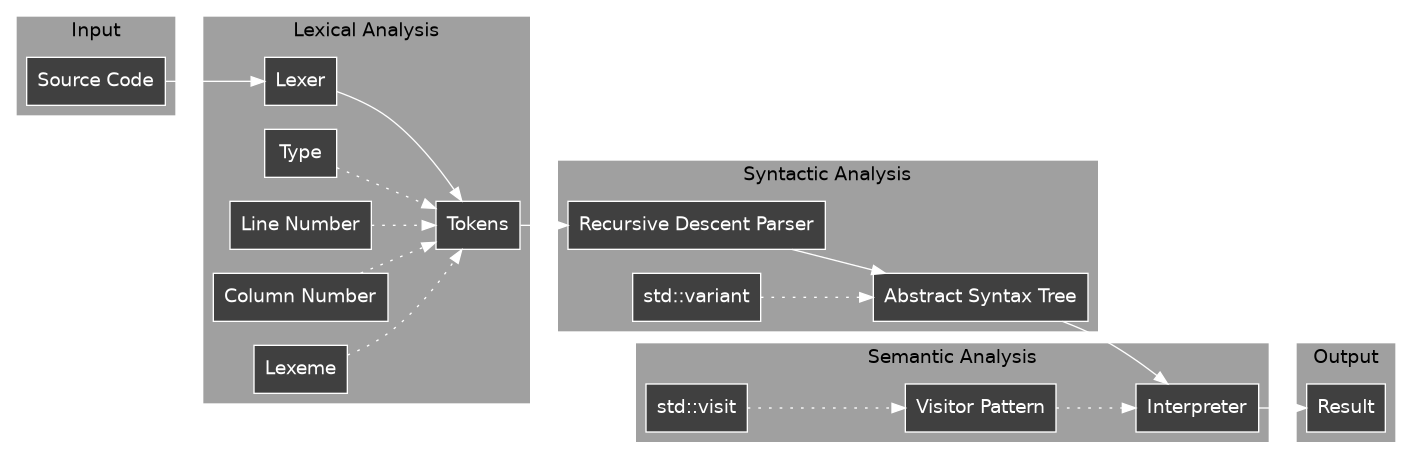 Input
Source Code
Lexical Analysis
Lexer
Type
Line Number
Column Number
Lexeme
Tokens
Syntactic Analysis
Recursive Descent Parser
std::variant
Abstract Syntax Tree
Semantic Analysis
std::visit
Visitor Pattern
Interpreter
Output
Result